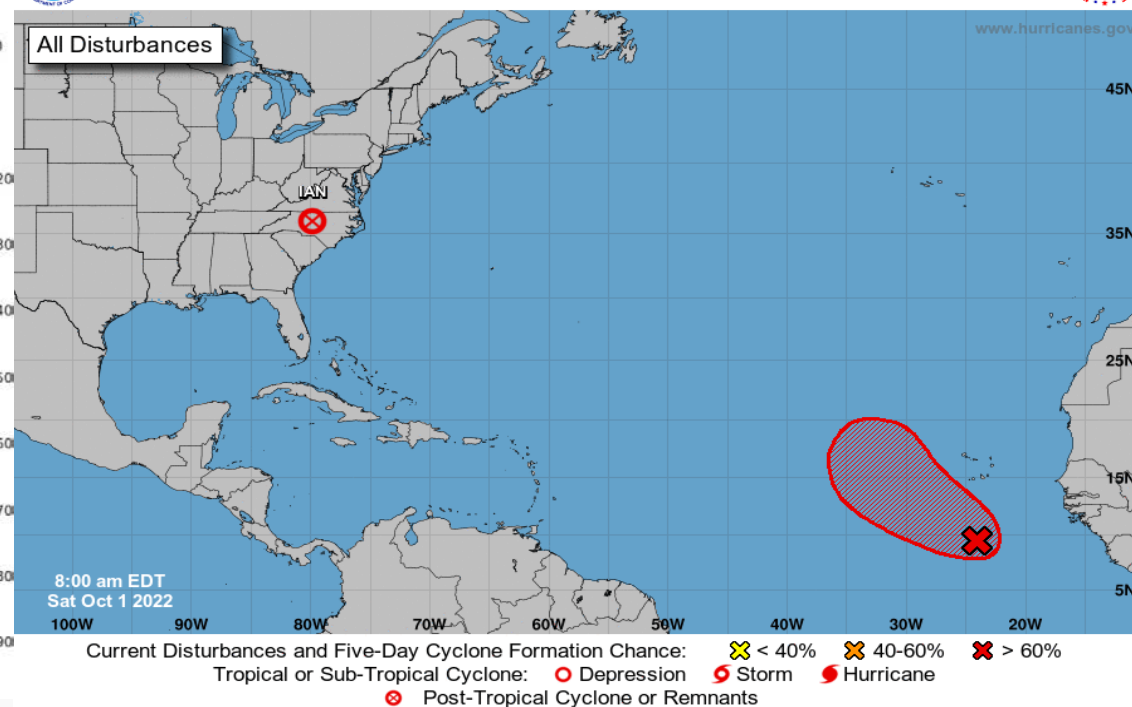 All Disturbances
www.hurricanes.gov
45N
IAN
35N
25N
15N
8:00 am EDT
Sat Oct 1 2022
5N
100W 90W 80W 70W 60W 50W 40W 30W 20W
Current Disturbances and Five-Day Cyclone Formation Chance: < 40% 40-60% > 60%
Tropical or Sub-Tropical Cyclone: Depression Storm Hurricane
Post-Tropical Cyclone or Remnants